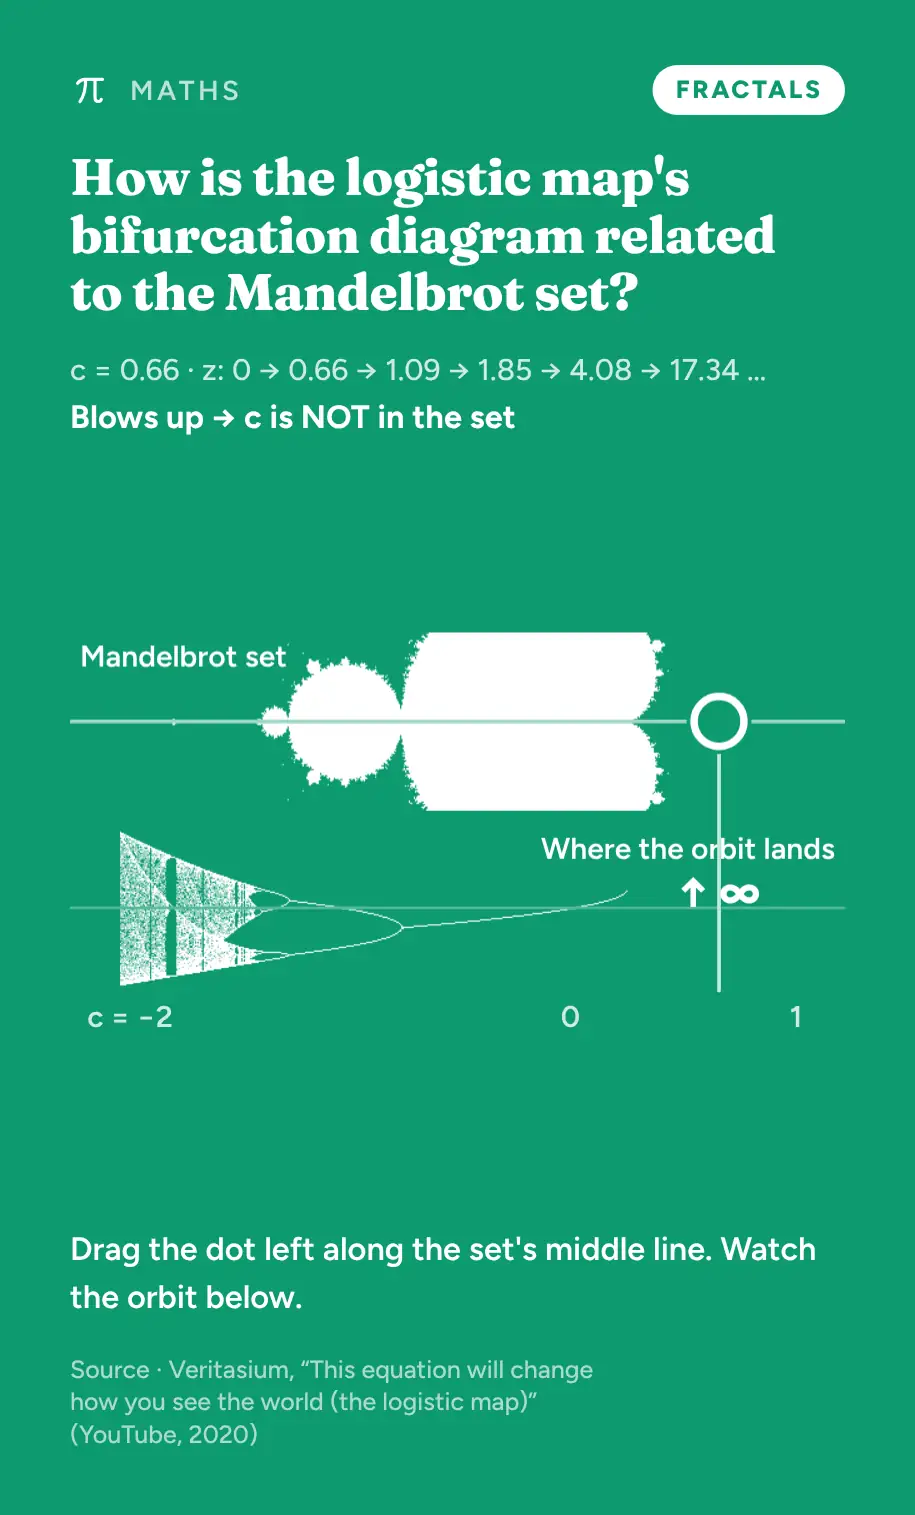 π MATHS
FRACTALS
How is the logistic map's
bifurcation diagram related
to the Mandelbrot set?
c = 0.66 · z: 0 → 0.66 → 1.09 → 1.85 → 4.08 → 17.34 ...
Blows up → c is NOT in the set
Mandelbrot set
Where the orbit lands
↑ ∞
c = −2
0
1
Drag the dot left along the set's middle line. Watch
the orbit below.
Source · Veritasium, “This equation will change
how you see the world (the logistic map)”
(YouTube, 2020)